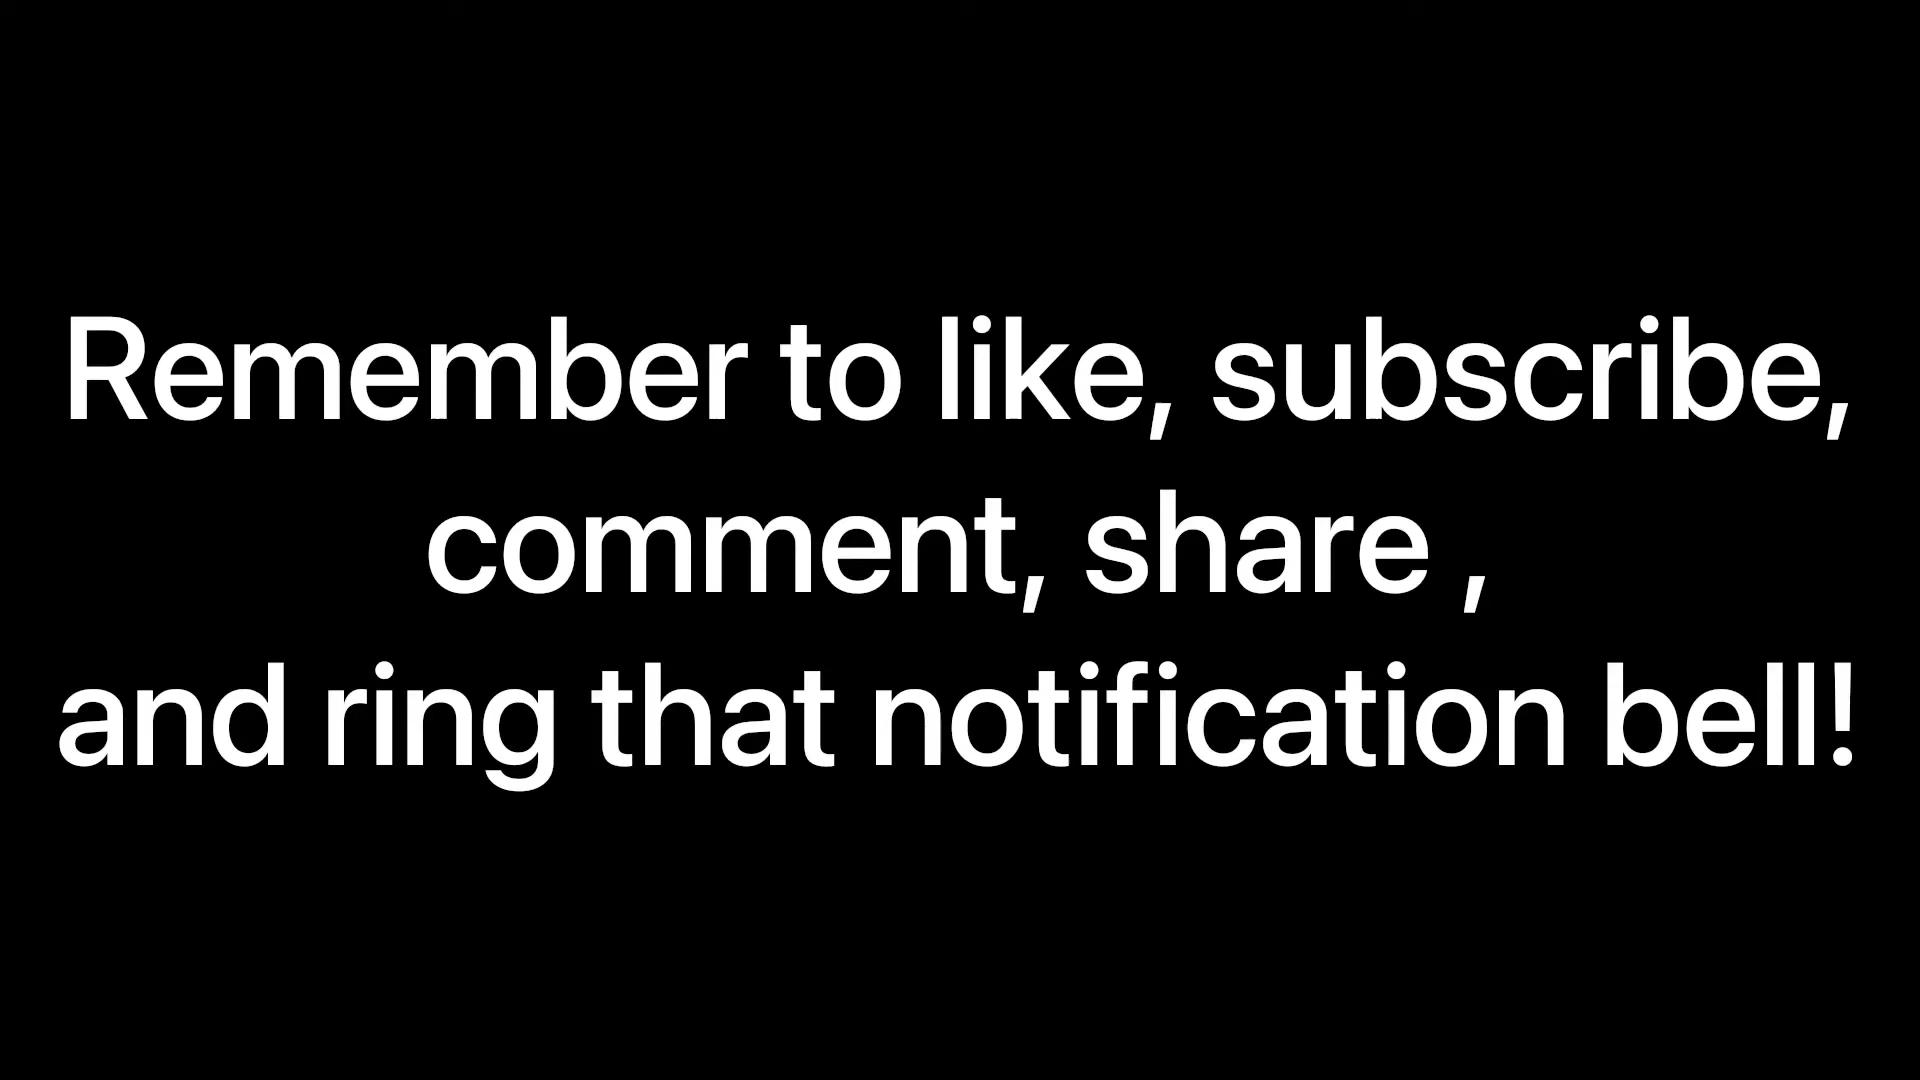 Remember to like, subscribe,
comment, share ,
and ring that notification bell!